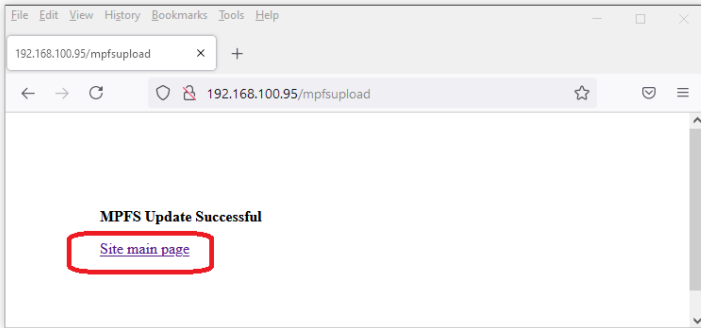 File Edit View History Bookmarks Tools Help
192.168.100.95/mpfsupload
192.168.100.95/mpfsupload
MPFS Update Successful
Site main page